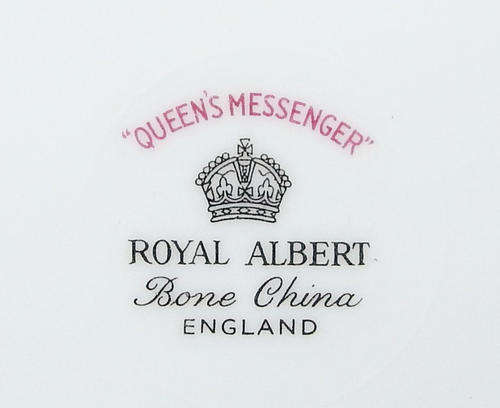 "QUEEN'S MESSENGER"
ROYAL ALBERT
Bone China
ENGLAND